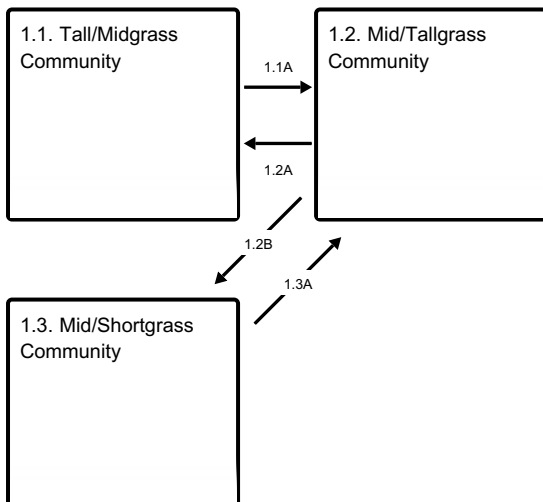 1.1. Tall/Midgrass
Community
1.2. Mid/Tallgrass
Community
1.1A
1.2A
1.2B
1.3A
1.3. Mid/Shortgrass
Community